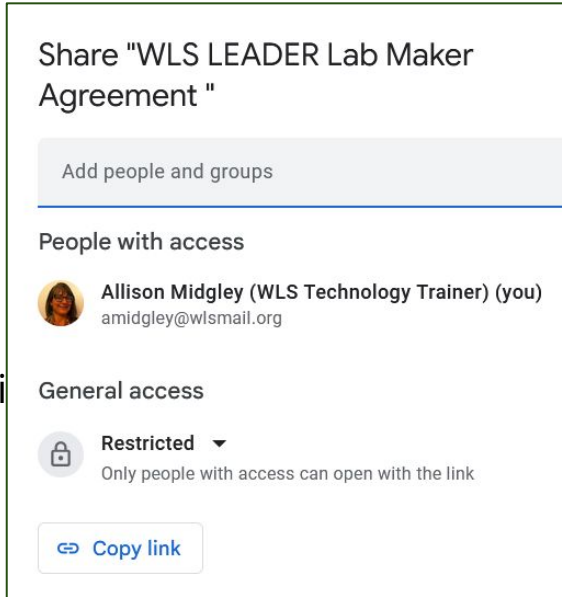 Share "WLS LEADER Lab Maker
Agreement "
Add people and groups
People with access
Allison Midgley (WLS Technology Trainer) (you)
amidgley@wlsmail.org
General access
Restricted
Only people with access can open with the link
Copy link